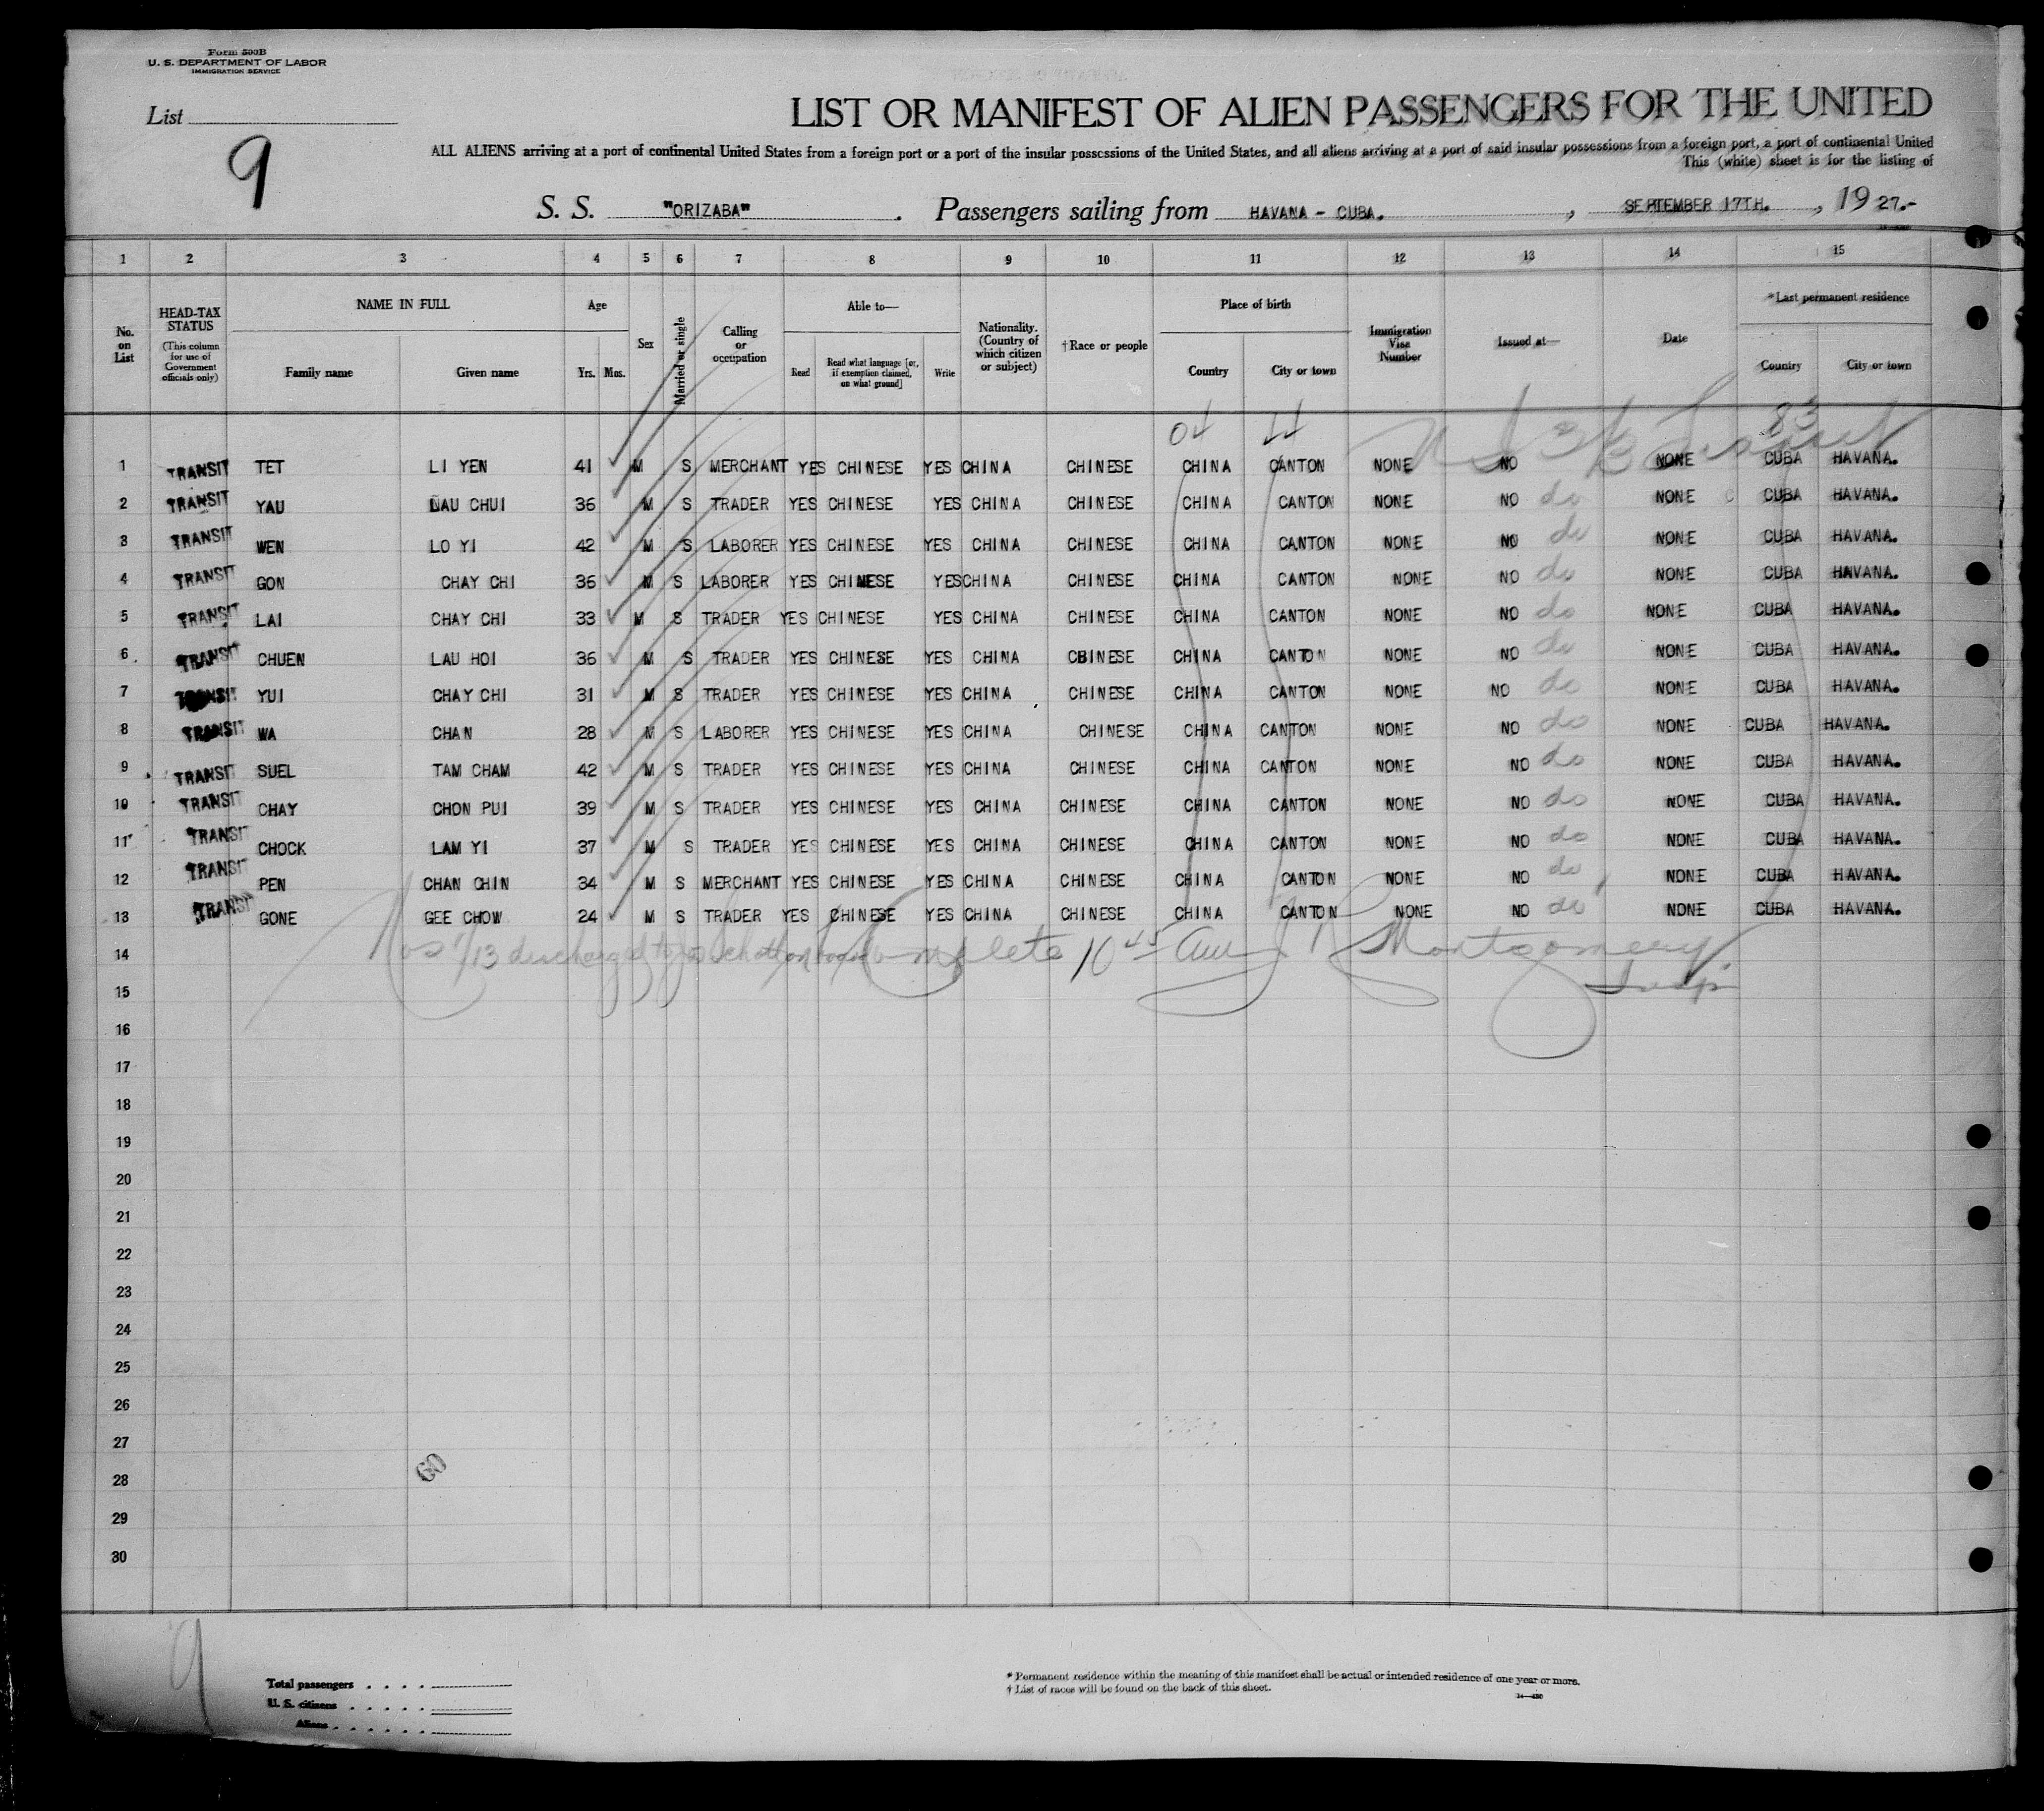 Form 500B
U. S. DEPARTMENT OF LABOR
IMMIGRATION SERVICE
List
9
LIST OR MANIFEST OF ALIEN PASSENGERS FOR THE UNITED
ALL ALIENS arriving at a port of continental United States from a foreign port or a port of the insular possessions of the United States, and all aliens arriving at a port of said insular possessions from a foreign port, a port of continental United
This (white) sheet is for the listing of
S. S. "ORIZABA" . Passengers sailing from HAVANA - CUBA. , SEPTEMBER 17TH. , 19 27.-
1 2 3 4 5 6 7 8 9 10 11 12 13 14 15
No. on List
HEAD-TAX STATUS
(This column for use of Government officials only)
NAME IN FULL
Family name Given name
Age
Yrs. Mos.
Sex
Married or single
Calling or occupation
Able to—
Read
Read what language [or, if exemption claimed, on what ground]
Write
Nationality. (Country of which citizen or subject)
†Race or people
Place of birth
Country City or town
Immigration Visa Number
Issued at—
Date
*Last permanent residence
Country City or town
04 44 83
1 TRANSIT TET LI YEN 41 M S MERCHANT YES CHINESE YES CHINA CHINESE CHINA CANTON NONE NO NONE CUBA HAVANA.
2 TRANSIT YAU LAU CHUI 36 M S TRADER YES CHINESE YES CHINA CHINESE CHINA CANTON NONE NO do NONE CUBA HAVANA.
3 TRANSIT WEN LO YI 42 M S LABORER YES CHINESE YES CHINA CHINESE CHINA CANTON NONE NO do NONE CUBA HAVANA.
4 TRANSIT GON CHAY CHI 36 M S LABORER YES CHINESE YES CHINA CHINESE CHINA CANTON NONE NO do NONE CUBA HAVANA.
5 TRANSIT LAI CHAY CHI 33 M S TRADER YES CHINESE YES CHINA CHINESE CHINA CANTON NONE NO do NONE CUBA HAVANA.
6 TRANSIT CHUEN LAU HOI 36 M S TRADER YES CHINESE YES CHINA CBINESE CHINA CANTON NONE NO do NONE CUBA HAVANA.
7 TRANSIT YUI CHAY CHI 31 M S TRADER YES CHINESE YES CHINA CHINESE CHINA CANTON NONE NO do NONE CUBA HAVANA.
8 TRANSIT WA CHAN 28 M S LABORER YES CHINESE YES CHINA CHINESE CHINA CANTON NONE NO do NONE CUBA HAVANA.
9 TRANSIT SUEL TAM CHAM 42 M S TRADER YES CHINESE YES CHINA CHINESE CHINA CANTON NONE NO do NONE CUBA HAVANA.
10 TRANSIT CHAY CHON PUI 39 M S TRADER YES CHINESE YES CHINA CHINESE CHINA CANTON NONE NO do NONE CUBA HAVANA.
11 TRANSIT CHOCK LAM YI 37 M S TRADER YES CHINESE YES CHINA CHINESE CHINA CANTON NONE NO do NONE CUBA HAVANA.
12 TRANSIT PEN CHAN CHIN 34 M S MERCHANT YES CHINESE YES CHINA CHINESE CHINA CANTON NONE NO do NONE CUBA HAVANA.
13 TRANSIT GONE GEE CHOW 24 M S TRADER YES CHINESE YES CHINA CHINESE CHINA CANTON NONE NO do NONE CUBA HAVANA.
14 Nos 1/13 discharged to Complete 10 45 am Montgomery
15 Insp
16
17
18
19
20
21
22
23
24
25
26
27
28
60
29
30
9
Total passengers
U. S. citizens
Aliens
* Permanent residence within the meaning of this manifest shall be actual or intended residence of one year or more.
† List of races will be found on the back of this sheet.